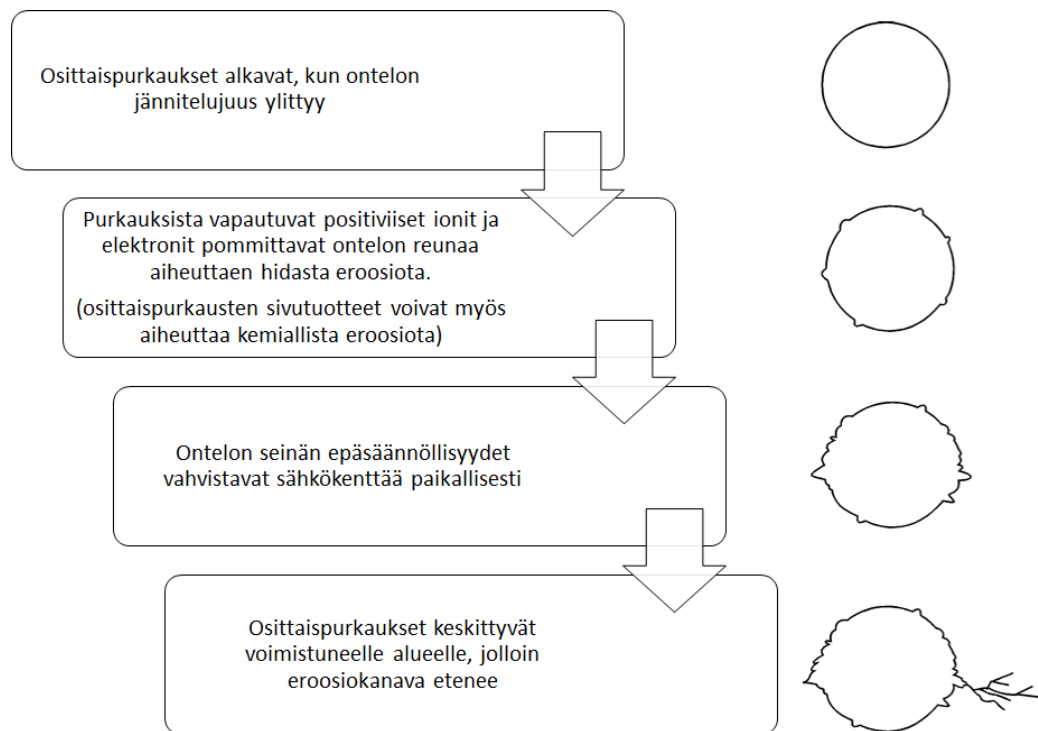 Osittaispurkaukset alkavat, kun ontelon
jännitelujuus ylittyy
Purkauksista vapautuvat positiiviset ionit ja
elektronit pommittavat ontelon reunaa
aiheuttaen hidasta eroosiota.
(osittaispurkausten sivutuotteet voivat myös
aiheuttaa kemiallista eroosiota)
Ontelon seinän epäsäännöllisyydet
vahvistavat sähkökenttää paikallisesti
Osittaispurkaukset keskittyvät
voimistuneelle alueelle, jolloin
eroosiokanava etenee